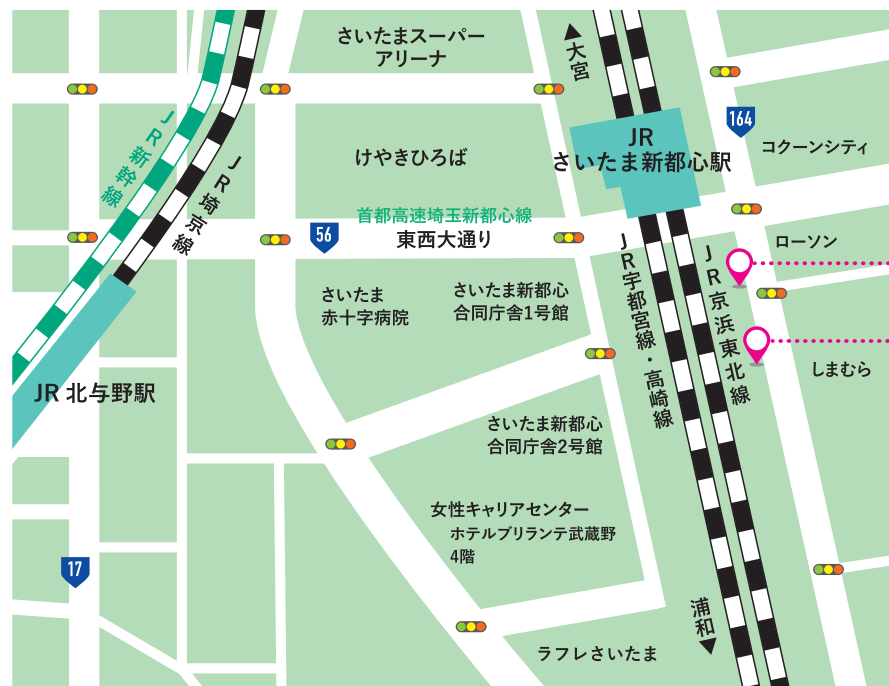 さいたまスーパー
アリーナ
大宮
JR
さいたま新都心駅
164
コクーンシティ
JR新幹線
JR埼京線
けやきひろば
首都高速埼玉新都心線
56
東西大通り
ローソン
さいたま
赤十字病院
さいたま新都心
合同庁舎1号館
JR宇都宮線・高崎線
JR京浜東北線
しまむら
JR 北与野駅
さいたま新都心
合同庁舎2号館
女性キャリアセンター
ホテルブリランテ武蔵野
4階
17
浦和
ラフレさいたま